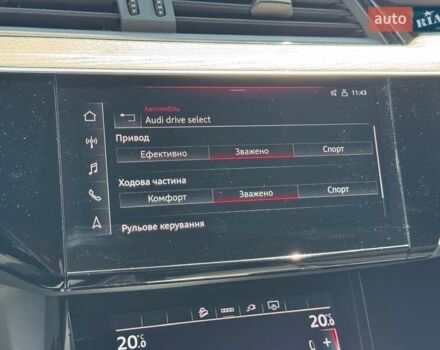 auto RIA
11:43
Автомобіль
Audi drive select
Привод
Ефективно Зважено Спорт
Ходова частина
Комфорт Зважено Спорт
Рульове керування
20.0°C 20.0°C